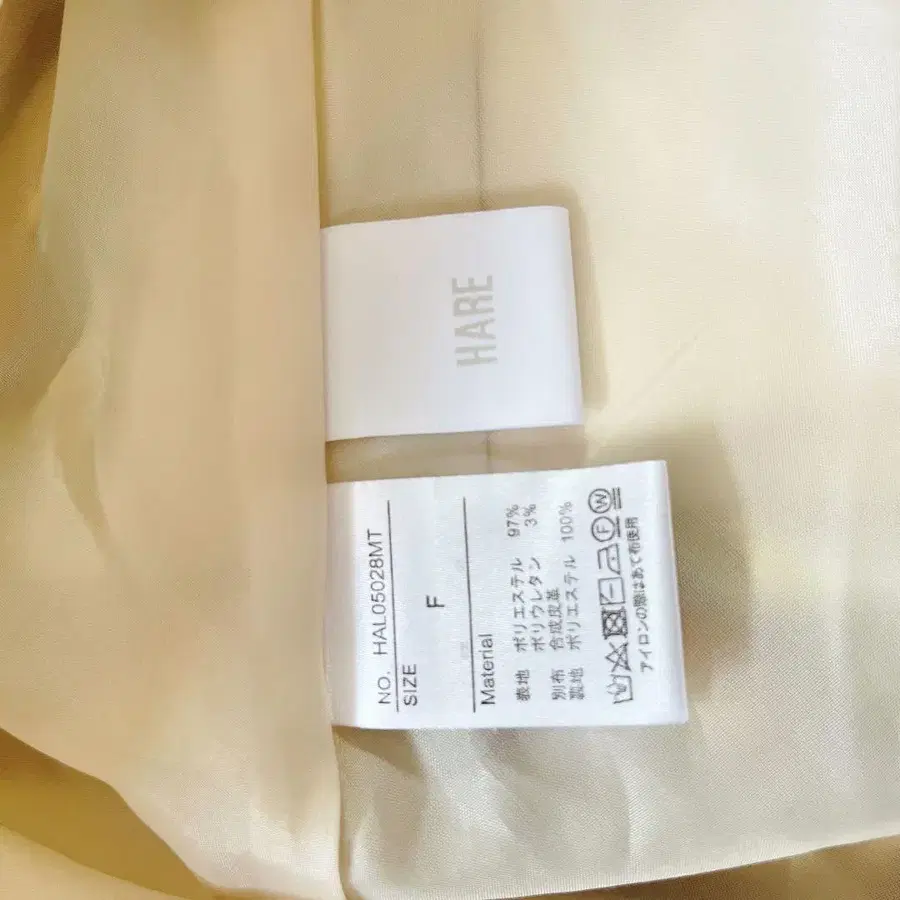 HARE
NO. HAL05028MT
SIZE
F
Material
表地 ポリエステル 97%
ポリウレタン 3%
別布 合成皮革
裏地 ポリエステル 100%
F W
アイロンの際はあて布使用